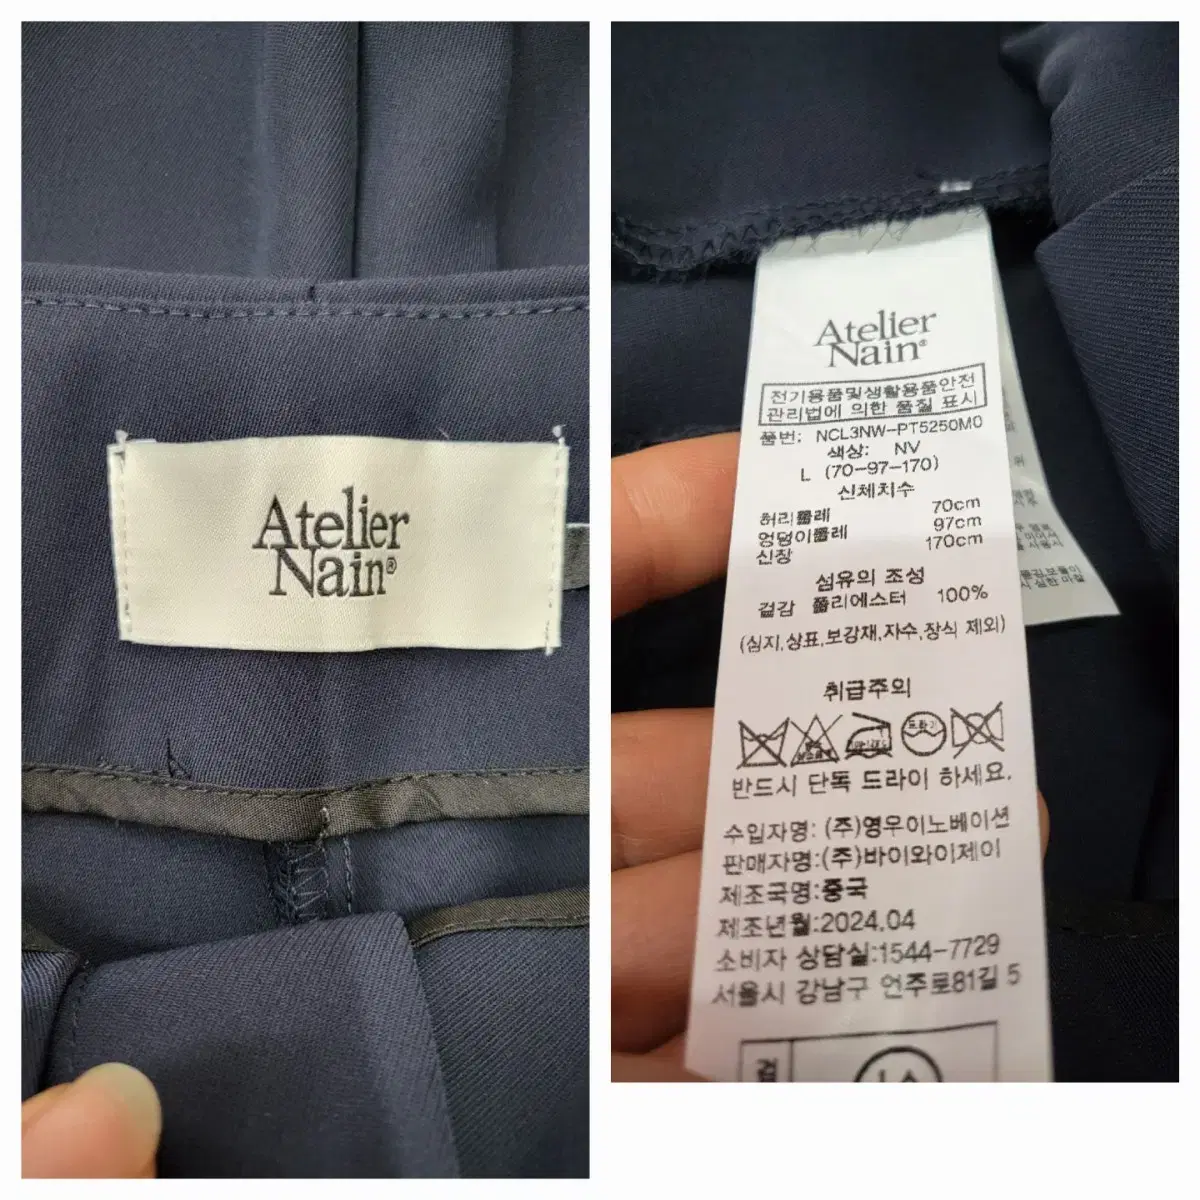 Atelier
Nain®
Atelier
Nain®
전기용품및생활용품안전
관리법에 의한 품질 표시
품번: NCL3NW-PT5250M0
색상: NV
L (70-97-170)
신체치수
허리둘레 70cm
엉덩이둘레 97cm
신장 170cm
섬유의 조성
겉감 폴리에스터 100%
(심지,상표,보강재,자수,장식 제외)
취급주의
드라이
반드시 단독 드라이 하세요.
수입자명: (주)영우이노베이션
판매자명:(주)바이와이제이
제조국명:중국
제조년월:2024.04
소비자 상담실:1544-7729
서울시 강남구 언주로81길 5